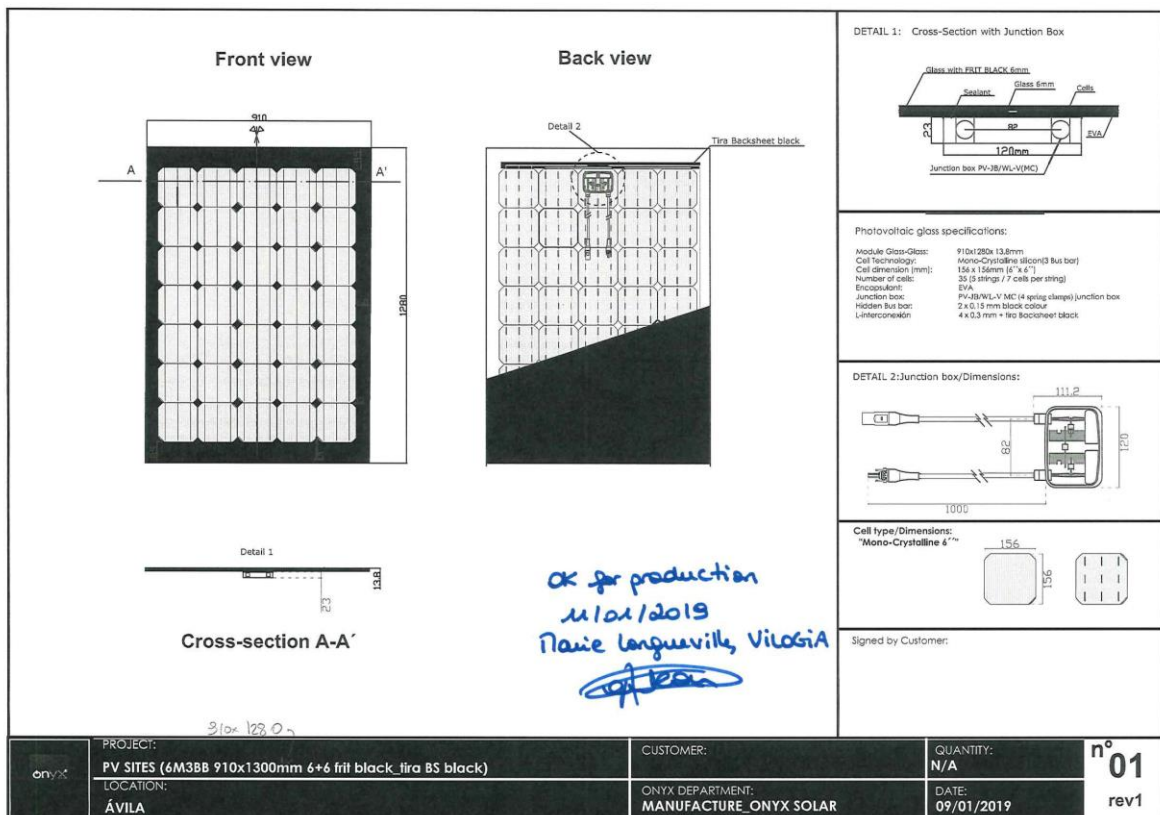 Front view
910
A
A'
1280
Back view
Detail 2
Tira Backsheet black
Detail 1
13.8
23
Cross-section A-A´
OK for production
11/01/2019
Marie Longueville, VILOGIA
DETAIL 1: Cross-Section with Junction Box
Glass with FRIT BLACK 6mm
Glass 6mm
Sealant
Cells
23
82
EVA
120mm
Junction box PV-JB/WL-V(MC)
Photovoltaic glass specifications:
Module Glass-Glass: 910x1280x 13,8mm
Cell Technology: Mono-Crystalline silicon(3 Bus bar)
Cell dimension (mm): 156 x 156mm (6´´x 6´´)
Number of cells: 35 (5 strings / 7 cells per string)
Encapsulant: EVA
Junction box: PV-JB/WL-V MC (4 spring clamps) junction box
Hidden Bus bar: 2 x 0,15 mm black colour
L-interconexión 4 x 0,3 mm + tira Backsheet black
DETAIL 2:Junction box/Dimensions:
111,2
82
120
1000
Cell type/Dimensions:
"Mono-Crystalline 6´´"
156
156
Signed by Customer:
onyx
PROJECT:
PV SITES (6M3BB 910x1300mm 6+6 frit black_tira BS black)
LOCATION:
ÁVILA
CUSTOMER:
ONYX DEPARTMENT:
MANUFACTURE_ONYX SOLAR
QUANTITY:
N/A
DATE:
09/01/2019
nº 01
rev1